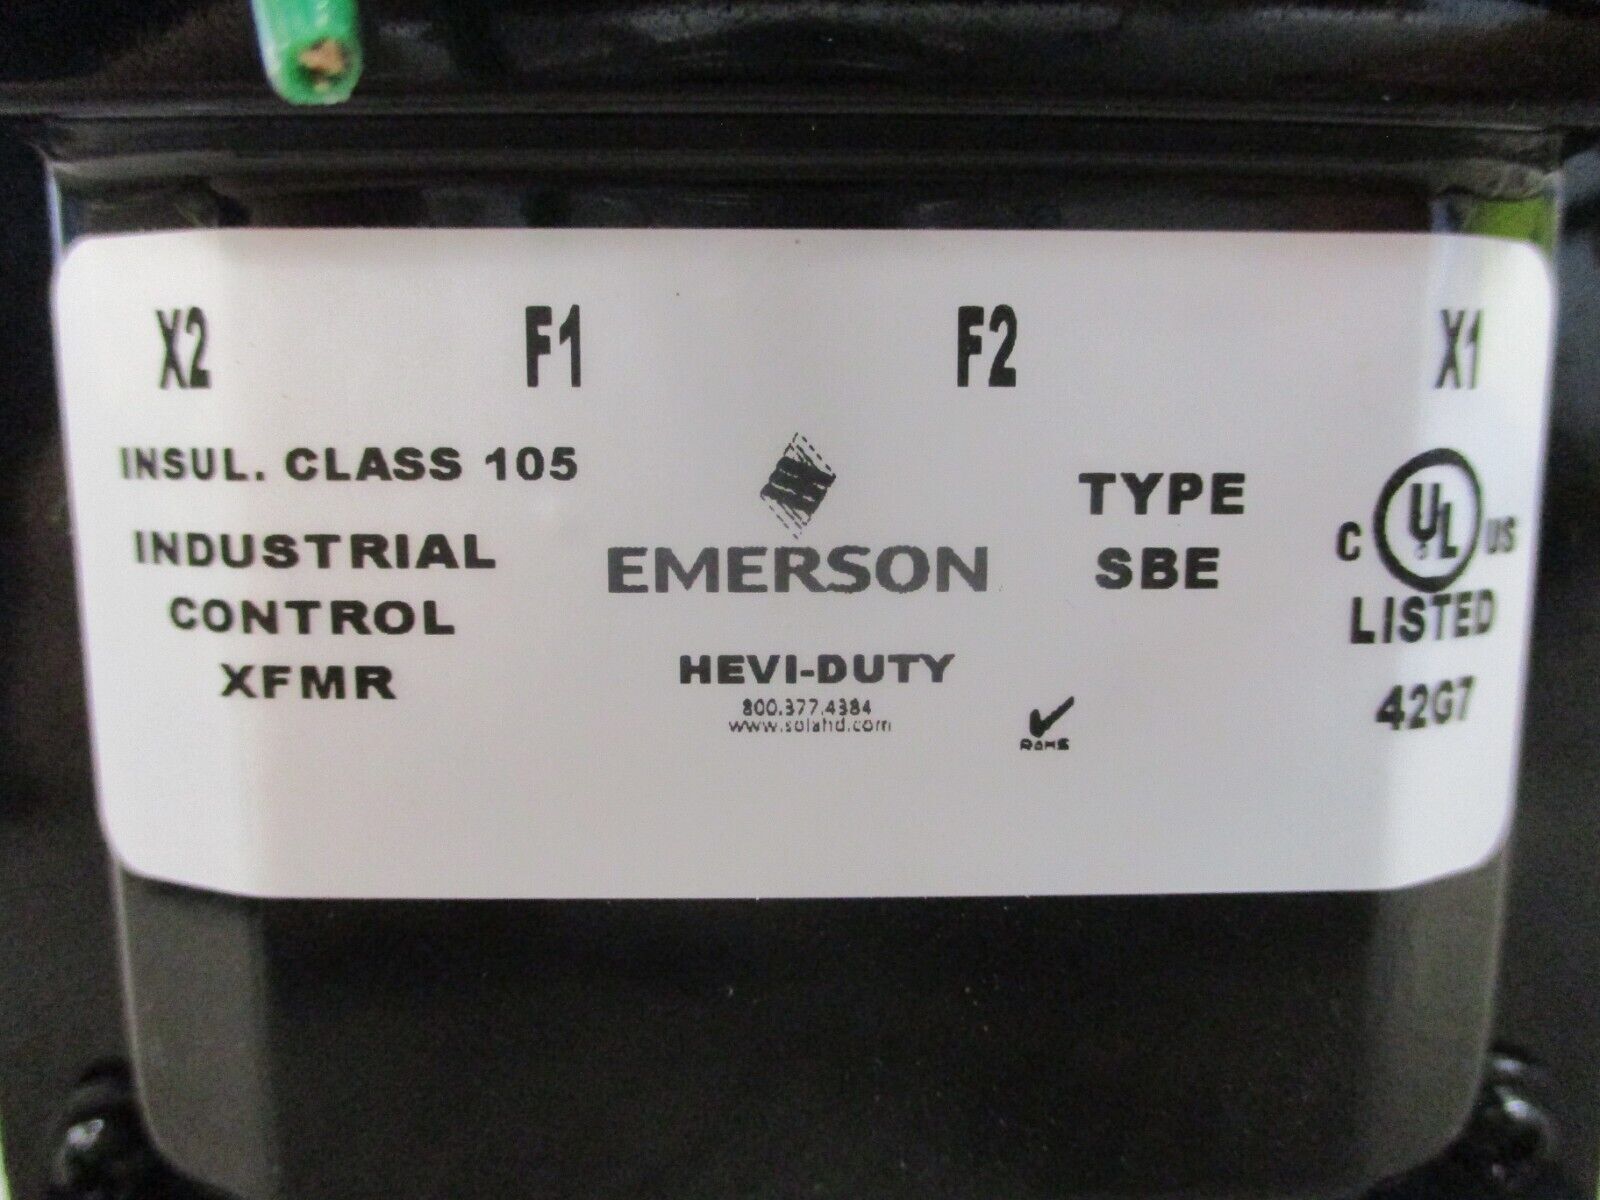 X2 F1 F2 X1
INSUL. CLASS 105
INDUSTRIAL
CONTROL
XFMR
EMERSON
HEVI-DUTY
800.377.4384
www.solahd.com
ROHS
TYPE
SBE
C UL US
LISTED
42G7